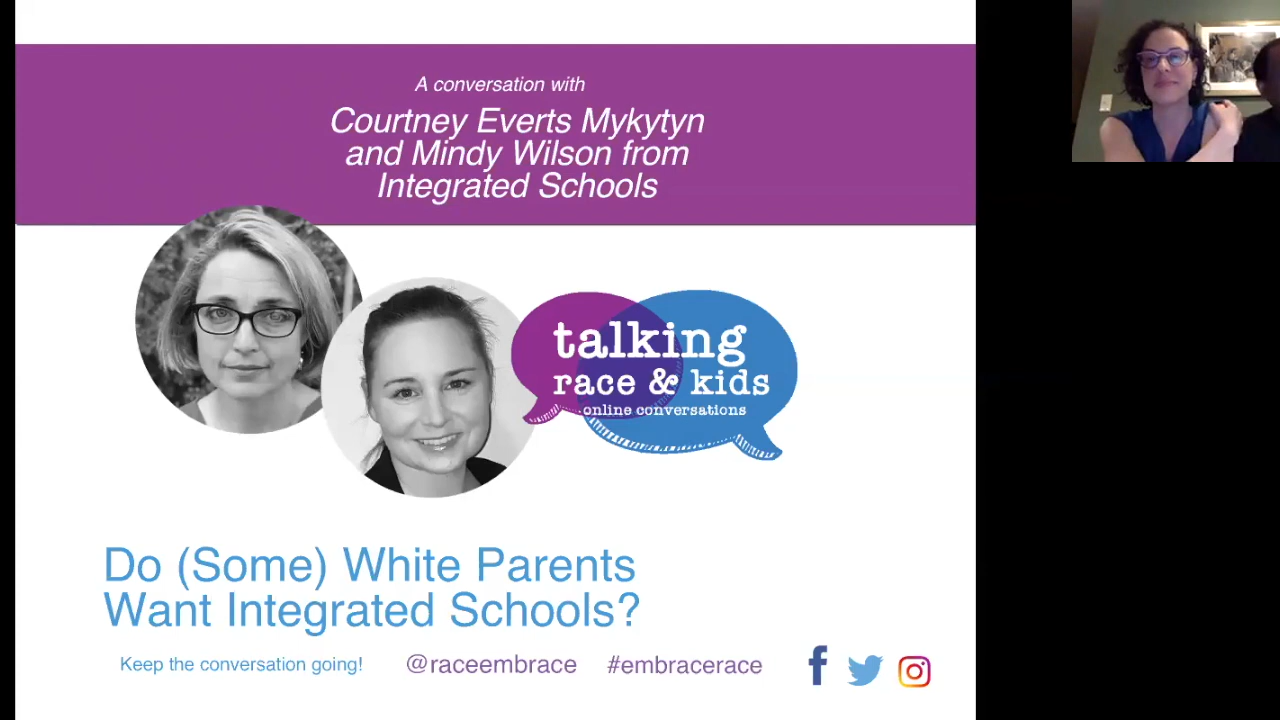 A conversation with
Courtney Everts Mykytyn
and Mindy Wilson from
Integrated Schools
talking
race & kids
online conversations
Do (Some) White Parents
Want Integrated Schools?
Keep the conversation going!
@raceembrace
#embracerace